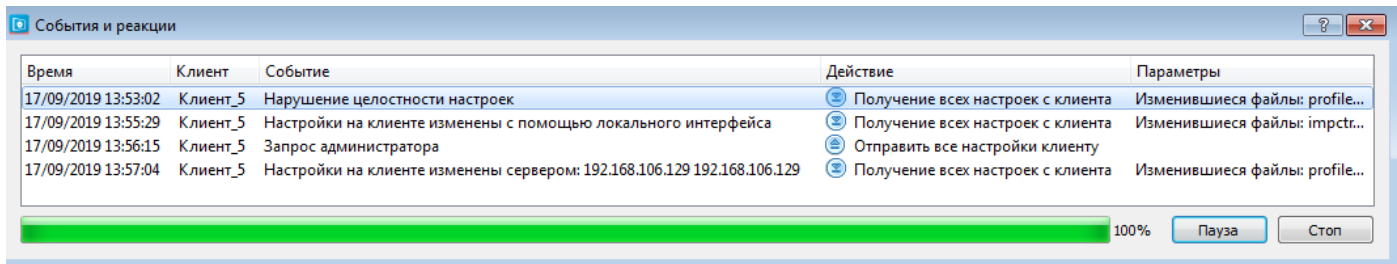 События и реакции
Время Клиент Событие Действие Параметры
17/09/2019 13:53:02 Клиент_5 Нарушение целостности настроек Получение всех настроек с клиента Изменившиеся файлы: profile...
17/09/2019 13:55:29 Клиент_5 Настройки на клиенте изменены с помощью локального интерфейса Получение всех настроек с клиента Изменившиеся файлы: impctr...
17/09/2019 13:56:15 Клиент_5 Запрос администратора Отправить все настройки клиенту
17/09/2019 13:57:04 Клиент_5 Настройки на клиенте изменены сервером: 192.168.106.129 192.168.106.129 Получение всех настроек с клиента Изменившиеся файлы: profile...
100% Пауза Стоп